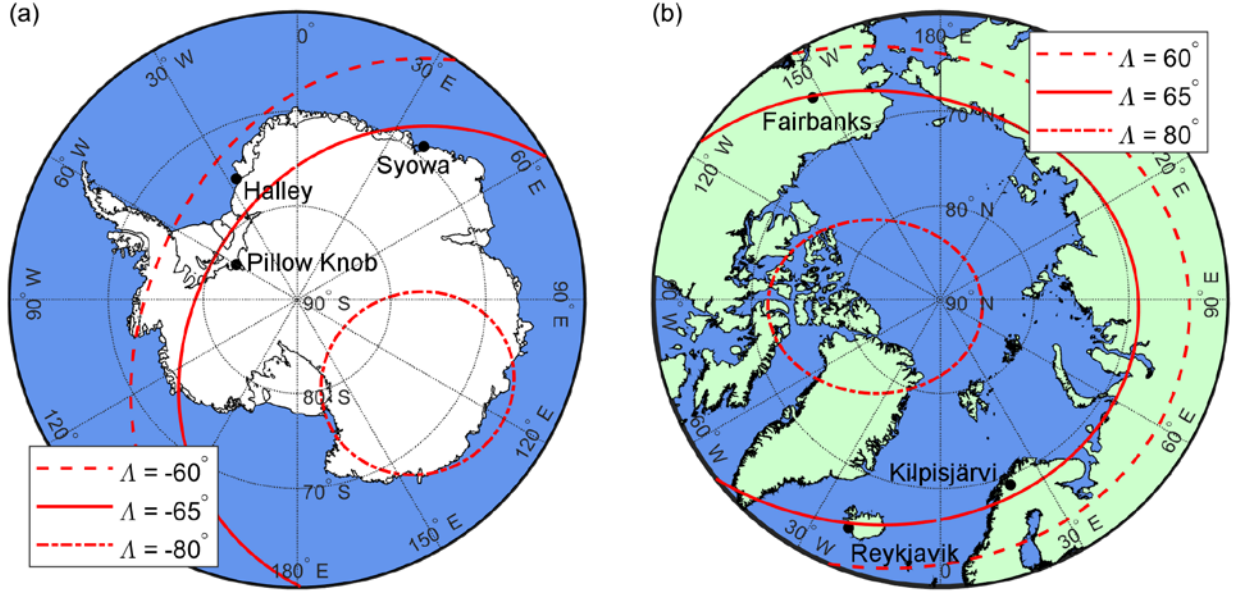 (a)
0°
30° W
30° E
60° W
60° E
Syowa
Halley
Pillow Knob
90° W
90° S
90° E
80° S
120°
120° E
70° S
150° E
180° E
Λ = -60°
Λ = -65°
Λ = -80°
(b)
180° E
150° W
Λ = 60°
Λ = 65°
Λ = 80°
Fairbanks
70° N
120° W
20° E
80° N
90° W
90° N
90° E
60° W
60° E
Kilpisjärvi
30° W
Reykjavik
0°
30° E